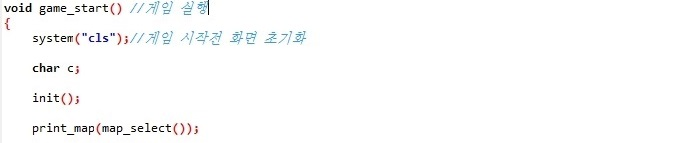 void game_start() //게임 실행
{
system("cls");//게임 시작전 화면 초기화
char c;
init();
print_map(map_select());